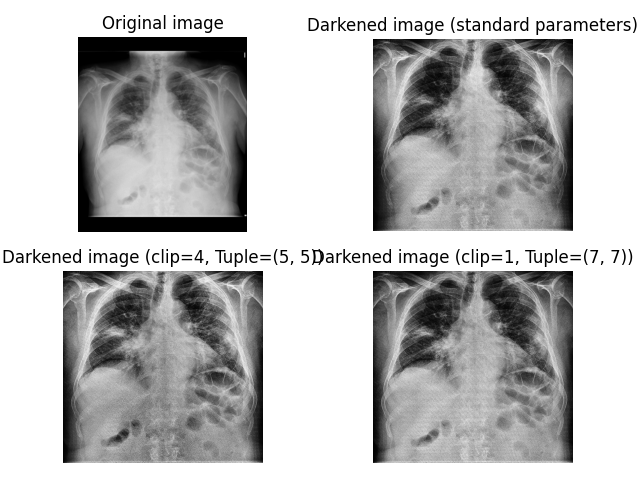 Original image
Darkened image (standard parameters)
Darkened image (clip=4, Tuple=(5, 5))
Darkened image (clip=1, Tuple=(7, 7))